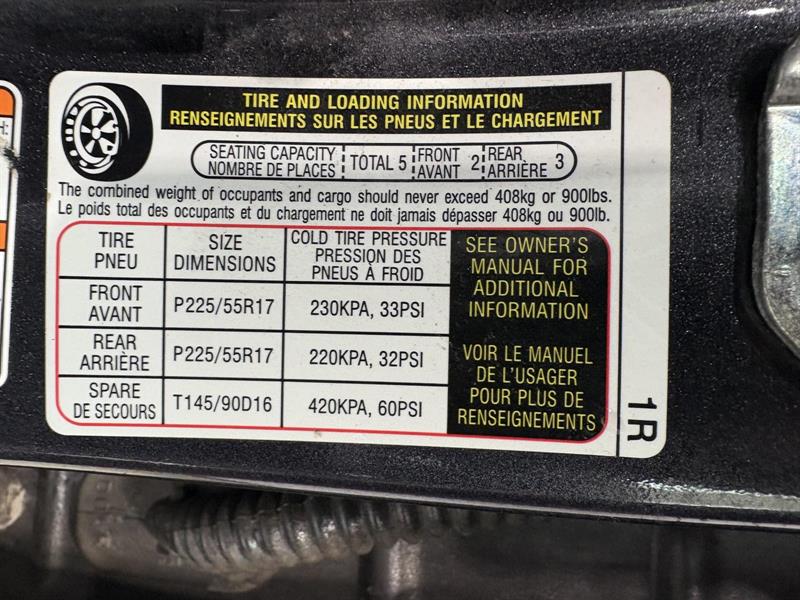 TIRE AND LOADING INFORMATION
RENSEIGNEMENTS SUR LES PNEUS ET LE CHARGEMENT
SEATING CAPACITY
NOMBRE DE PLACES
TOTAL 5
FRONT
AVANT
2
REAR
ARRIÈRE
3
The combined weight of occupants and cargo should never exceed 408kg or 900lbs.
Le poids total des occupants et du chargement ne doit jamais dépasser 408kg ou 900lb.
TIRE
PNEU
SIZE
DIMENSIONS
COLD TIRE PRESSURE
PRESSION DES
PNEUS À FROID
FRONT
AVANT
P225/55R17
230KPA, 33PSI
REAR
ARRIÈRE
P225/55R17
220KPA, 32PSI
SPARE
DE SECOURS
T145/90D16
420KPA, 60PSI
SEE OWNER'S
MANUAL FOR
ADDITIONAL
INFORMATION
VOIR LE MANUEL
DE L'USAGER
POUR PLUS DE
RENSEIGNEMENTS
1R